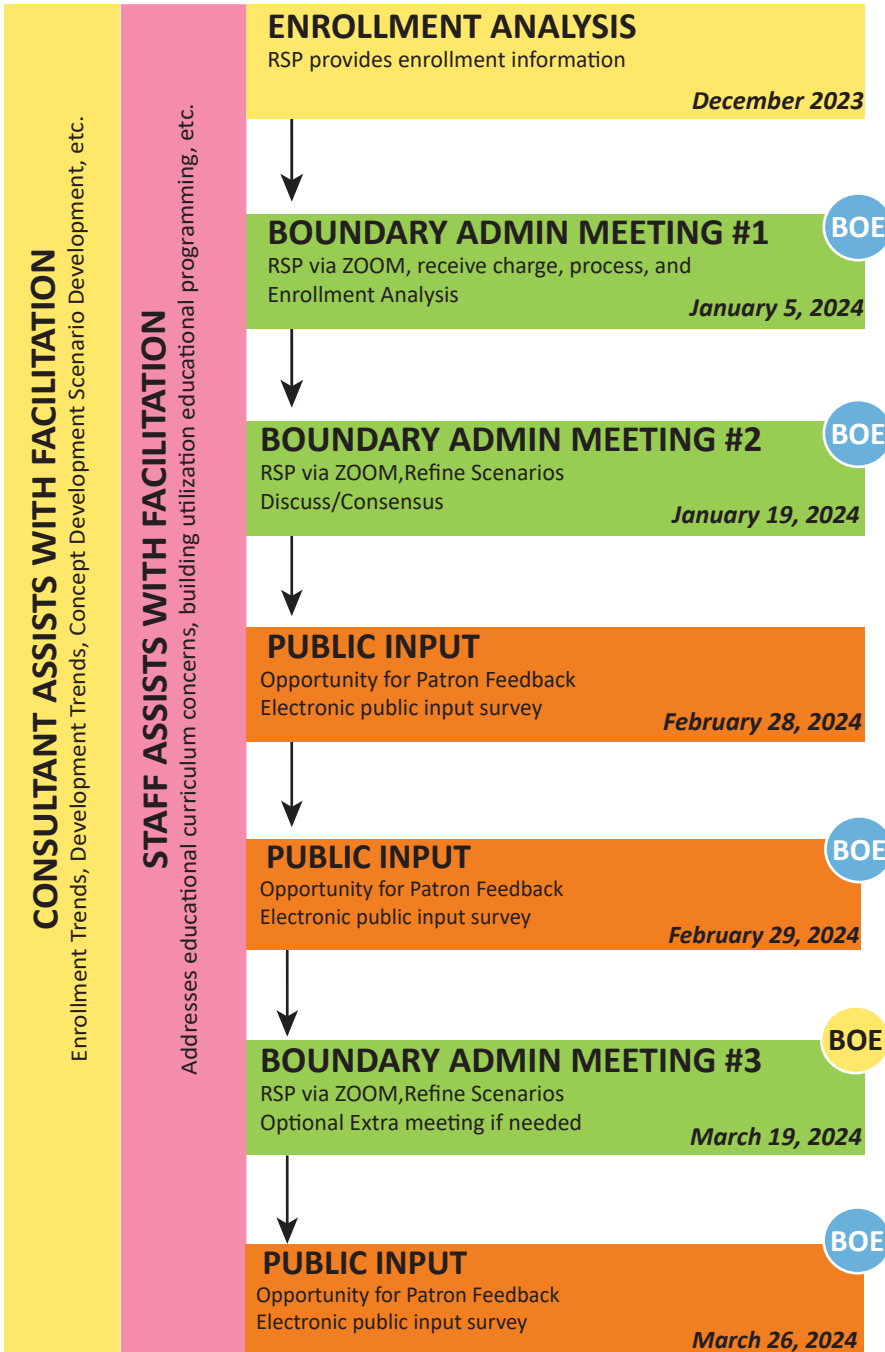 CONSULTANT ASSISTS WITH FACILITATION
Enrollment Trends, Development Trends, Concept Development Scenario Development, etc.
STAFF ASSISTS WITH FACILITATION
Addresses educational curriculum concerns, building utilization educational programming, etc.
ENROLLMENT ANALYSIS
RSP provides enrollment information
December 2023
BOE
BOUNDARY ADMIN MEETING #1
RSP via ZOOM, receive charge, process, and
Enrollment Analysis
January 5, 2024
BOE
BOUNDARY ADMIN MEETING #2
RSP via ZOOM,Refine Scenarios
Discuss/Consensus
January 19, 2024
PUBLIC INPUT
Opportunity for Patron Feedback
Electronic public input survey
February 28, 2024
BOE
PUBLIC INPUT
Opportunity for Patron Feedback
Electronic public input survey
February 29, 2024
BOE
BOUNDARY ADMIN MEETING #3
RSP via ZOOM,Refine Scenarios
Optional Extra meeting if needed
March 19, 2024
BOE
PUBLIC INPUT
Opportunity for Patron Feedback
Electronic public input survey
March 26, 2024